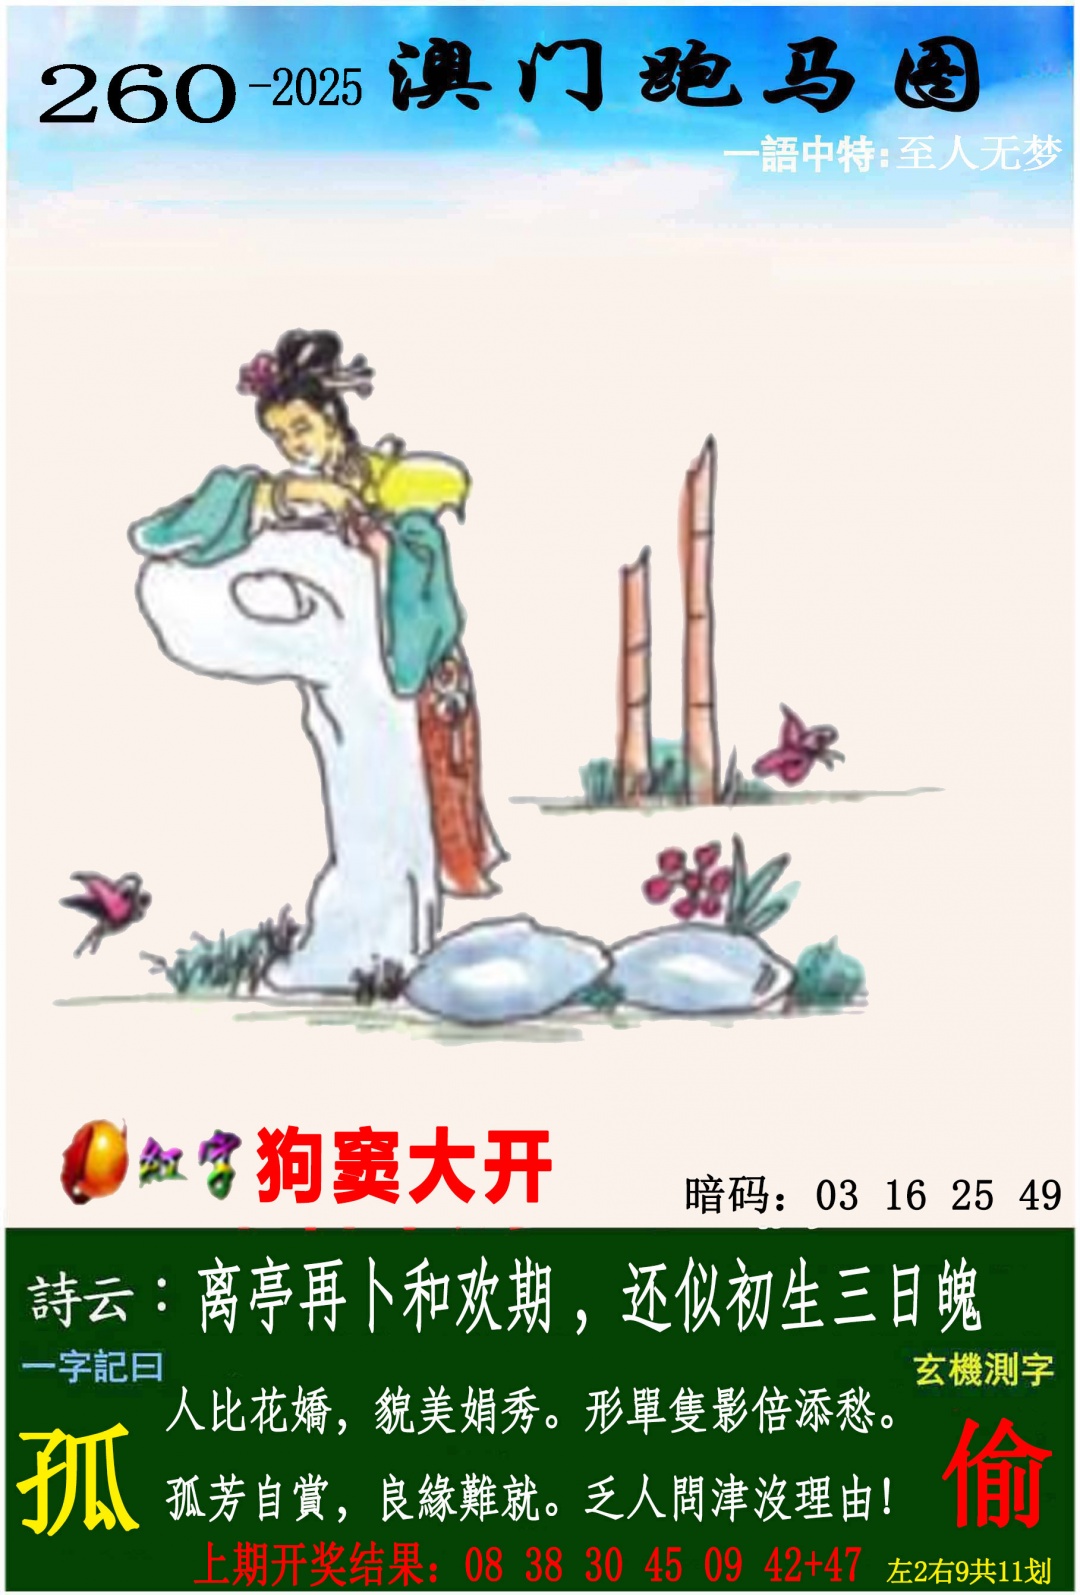 260-2025 澳门跑马图
一語中特:至人无梦
红字 狗窦大开
暗码：03 16 25 49
詩云：离亭再卜和欢期，还似初生三日魄
一字記曰
玄機測字
人比花嬌，貌美娟秀。形單隻影倍添愁。
孤
偷
孤芳自賞，良緣難就。乏人問津沒理由！
上期开奖结果：08 38 30 45 09 42+47
左2右9共11划